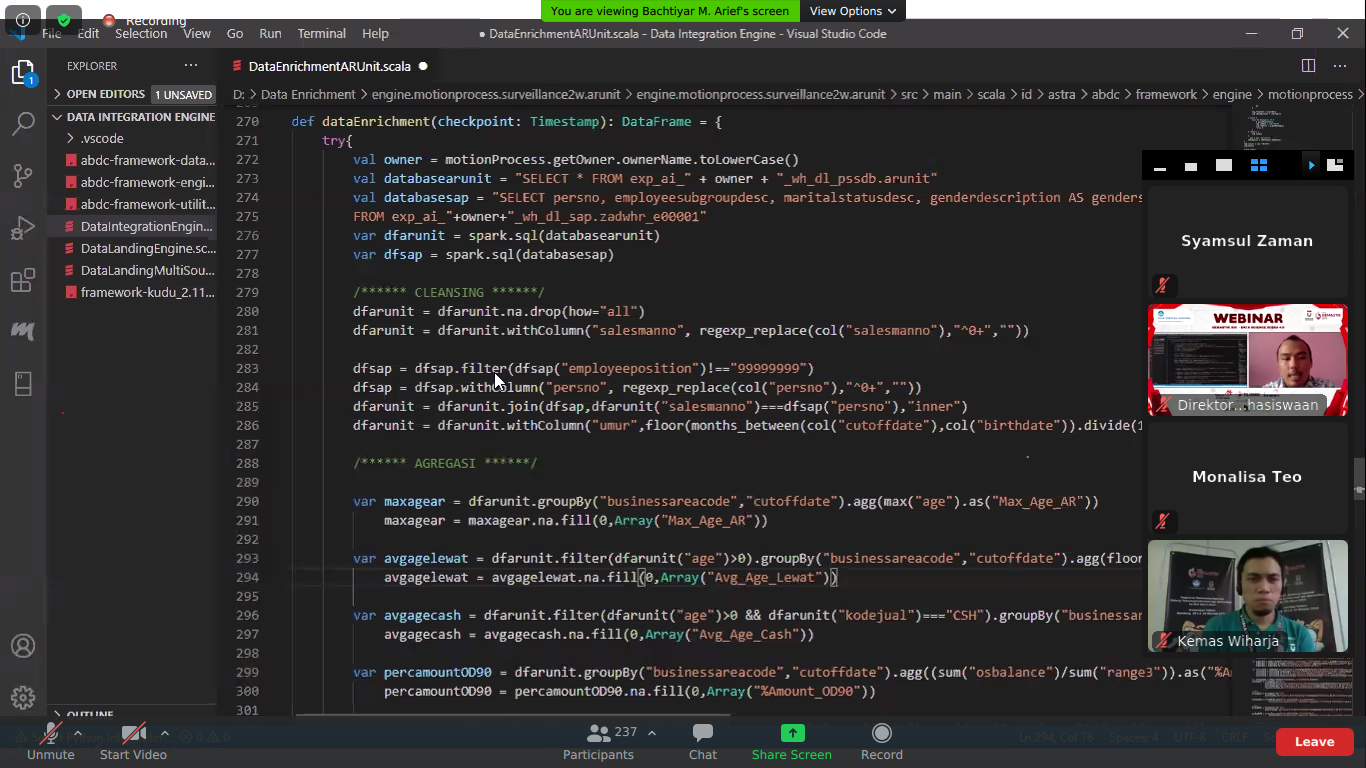 Recording
You are viewing Bachtiyar M. Arief's screen
View Options
File Edit Selection View Go Run Terminal Help
● DataEnrichmentARUnit.scala - Data Integration Engine - Visual Studio Code
EXPLORER
OPEN EDITORS 1 UNSAVED
DATA INTEGRATION ENGINE
.vscode
abdc-framework-data...
abdc-framework-engi...
abdc-framework-utilit...
DataIntegrationEngin...
DataLandingEngine.sc...
DataLandingMultiSou...
framework-kudu_2.11...
OUTLINE
1
DataEnrichmentARUnit.scala ●
D: > Data Enrichment > engine.motionprocess.surveillance2w.arunit > engine.motionprocess.surveillance2w.arunit > src > main > scala > id > astra > abdc > framework > engine > motionprocess >
270 def dataEnrichment(checkpoint: Timestamp): DataFrame = {
271 try{
272 val owner = motionProcess.getOwner.ownerName.toLowerCase()
273 val databasearunit = "SELECT * FROM exp_ai_" + owner + "_wh_dl_pssdb.arunit"
274 val databasesap = "SELECT persno, employeesubgroupdesc, maritalstatusdesc, genderdescription AS genders
275 FROM exp_ai_"+owner+"_wh_dl_sap.zadwhr_e00001"
276 var dfarunit = spark.sql(databasearunit)
277 var dfsap = spark.sql(databasesap)
278
279 /****** CLEANSING ******/
280 dfarunit = dfarunit.na.drop(how="all")
281 dfarunit = dfarunit.withColumn("salesmanno", regexp_replace(col("salesmanno"),"^0+",""))
282
283 dfsap = dfsap.filter(dfsap("employeeposition")!=="99999999")
284 dfsap = dfsap.withColumn("persno", regexp_replace(col("persno"),"^0+",""))
285 dfarunit = dfarunit.join(dfsap,dfarunit("salesmanno")===dfsap("persno"),"inner")
286 dfarunit = dfarunit.withColumn("umur",floor(months_between(col("cutoffdate"),col("birthdate")).divide(1
287
288 /****** AGREGASI ******/
289
290 var maxagear = dfarunit.groupBy("businessareacode","cutoffdate").agg(max("age").as("Max_Age_AR"))
291 maxagear = maxagear.na.fill(0,Array("Max_Age_AR"))
292
293 var avgagelewat = dfarunit.filter(dfarunit("age")>0).groupBy("businessareacode","cutoffdate").agg(floor
294 avgagelewat = avgagelewat.na.fill(0,Array("Avg_Age_Lewat"))
295
296 var avgagecash = dfarunit.filter(dfarunit("age")>0 && dfarunit("kodejual")==="CSH").groupBy("businessar
297 avgagecash = avgagecash.na.fill(0,Array("Avg_Age_Cash"))
298
299 var percamountOD90 = dfarunit.groupBy("businessareacode","cutoffdate").agg((sum("osbalance")/sum("range3")).as("%Am
300 percamountOD90 = percamountOD90.na.fill(0,Array("%Amount_OD90"))
301
Syamsul Zaman
WEBINAR
Direktor...hasiswaan
Monalisa Teo
Kemas Wiharja
Ln 294, Col 76 Spaces: 4 UTF-8 CRLF
Unmute
Start Video
237
Participants
Chat
Share Screen
Record
Leave